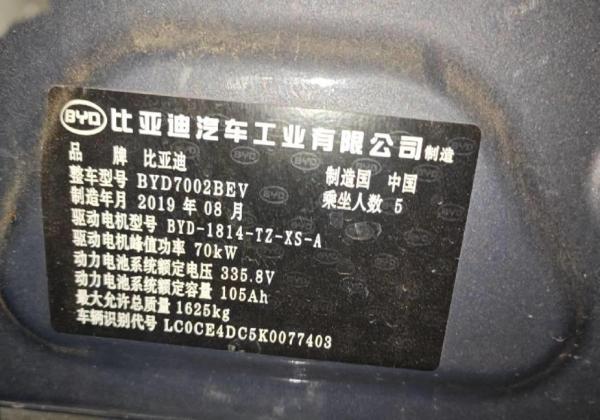 BYD 比亚迪汽车工业有限公司制造
品 牌 比亚迪
整车型号 BYD7002BEV 制造国 中国
制造年月 2019 年 08 月 乘坐人数 5
驱动电机型号 BYD-1814-TZ-XS-A
驱动电机峰值功率 70kW
动力电池系统额定电压 335.8V
动力电池系统额定容量 105Ah
最大允许总质量 1625kg
车辆识别代号 LC0CE4DC5K0077403